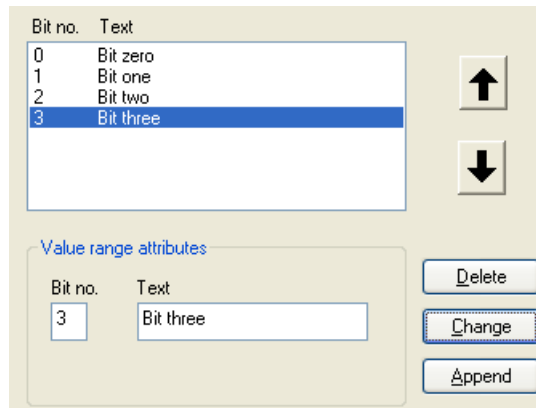 Bit no. Text
0 Bit zero
1 Bit one
2 Bit two
3 Bit three
Value range attributes
Bit no. Text
3 Bit three
Delete
Change
Append